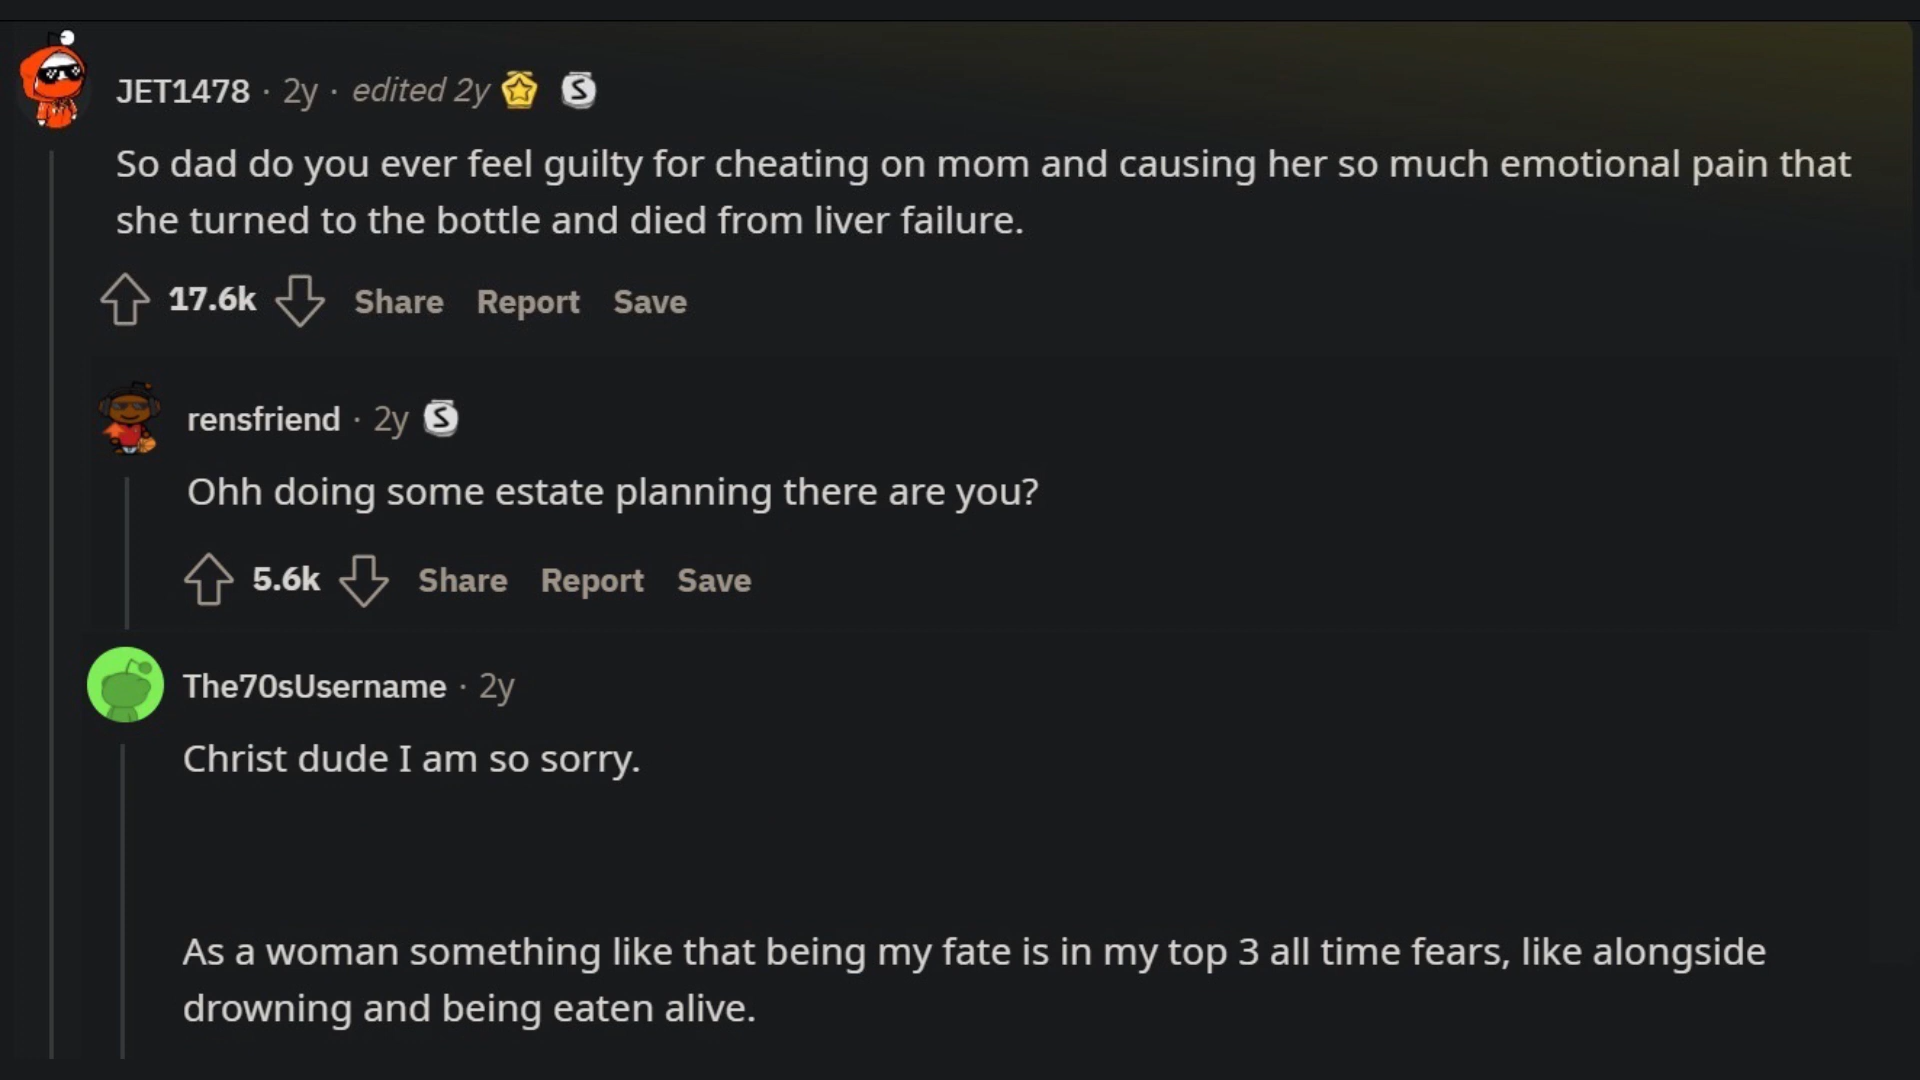 JET1478 · 2y · edited 2y S
So dad do you ever feel guilty for cheating on mom and causing her so much emotional pain that
she turned to the bottle and died from liver failure.
17.6k Share Report Save
rensfriend · 2y S
Ohh doing some estate planning there are you?
5.6k Share Report Save
The70sUsername · 2y
Christ dude I am so sorry.
As a woman something like that being my fate is in my top 3 all time fears, like alongside
drowning and being eaten alive.